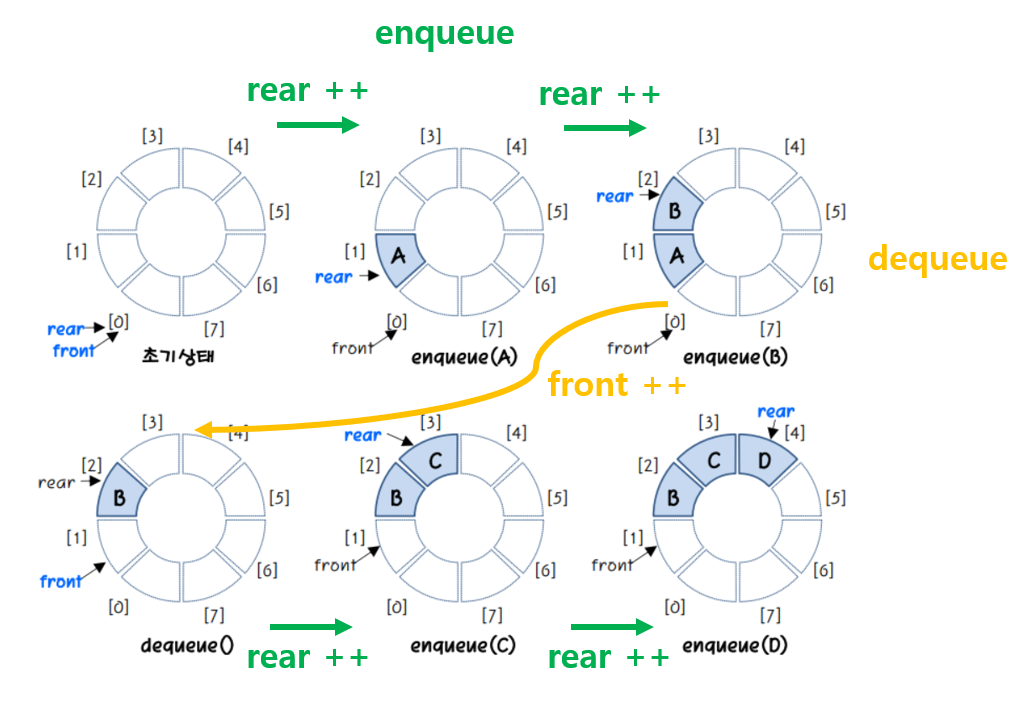 enqueue
rear ++
rear ++
[3]
[4]
[2]
[5]
[1]
[6]
rear
[0]
front
[7]
초기상태
[3]
[4]
[2]
[5]
[1]
A
rear
[6]
[0]
front
[7]
enqueue(A)
[3]
[4]
[2]
rear
B
[5]
[1]
A
[6]
[0]
front
[7]
enqueue(B)
dequeue
front ++
[3]
[4]
[2]
rear
B
[5]
[1]
front
[6]
[0]
[7]
dequeue()
[3]
rear
[4]
C
[2]
B
[5]
[1]
front
[6]
[0]
[7]
enqueue(C)
rear
[3]
[4]
C
D
[2]
B
[5]
[1]
front
[6]
[0]
[7]
enqueue(D)
rear ++
rear ++